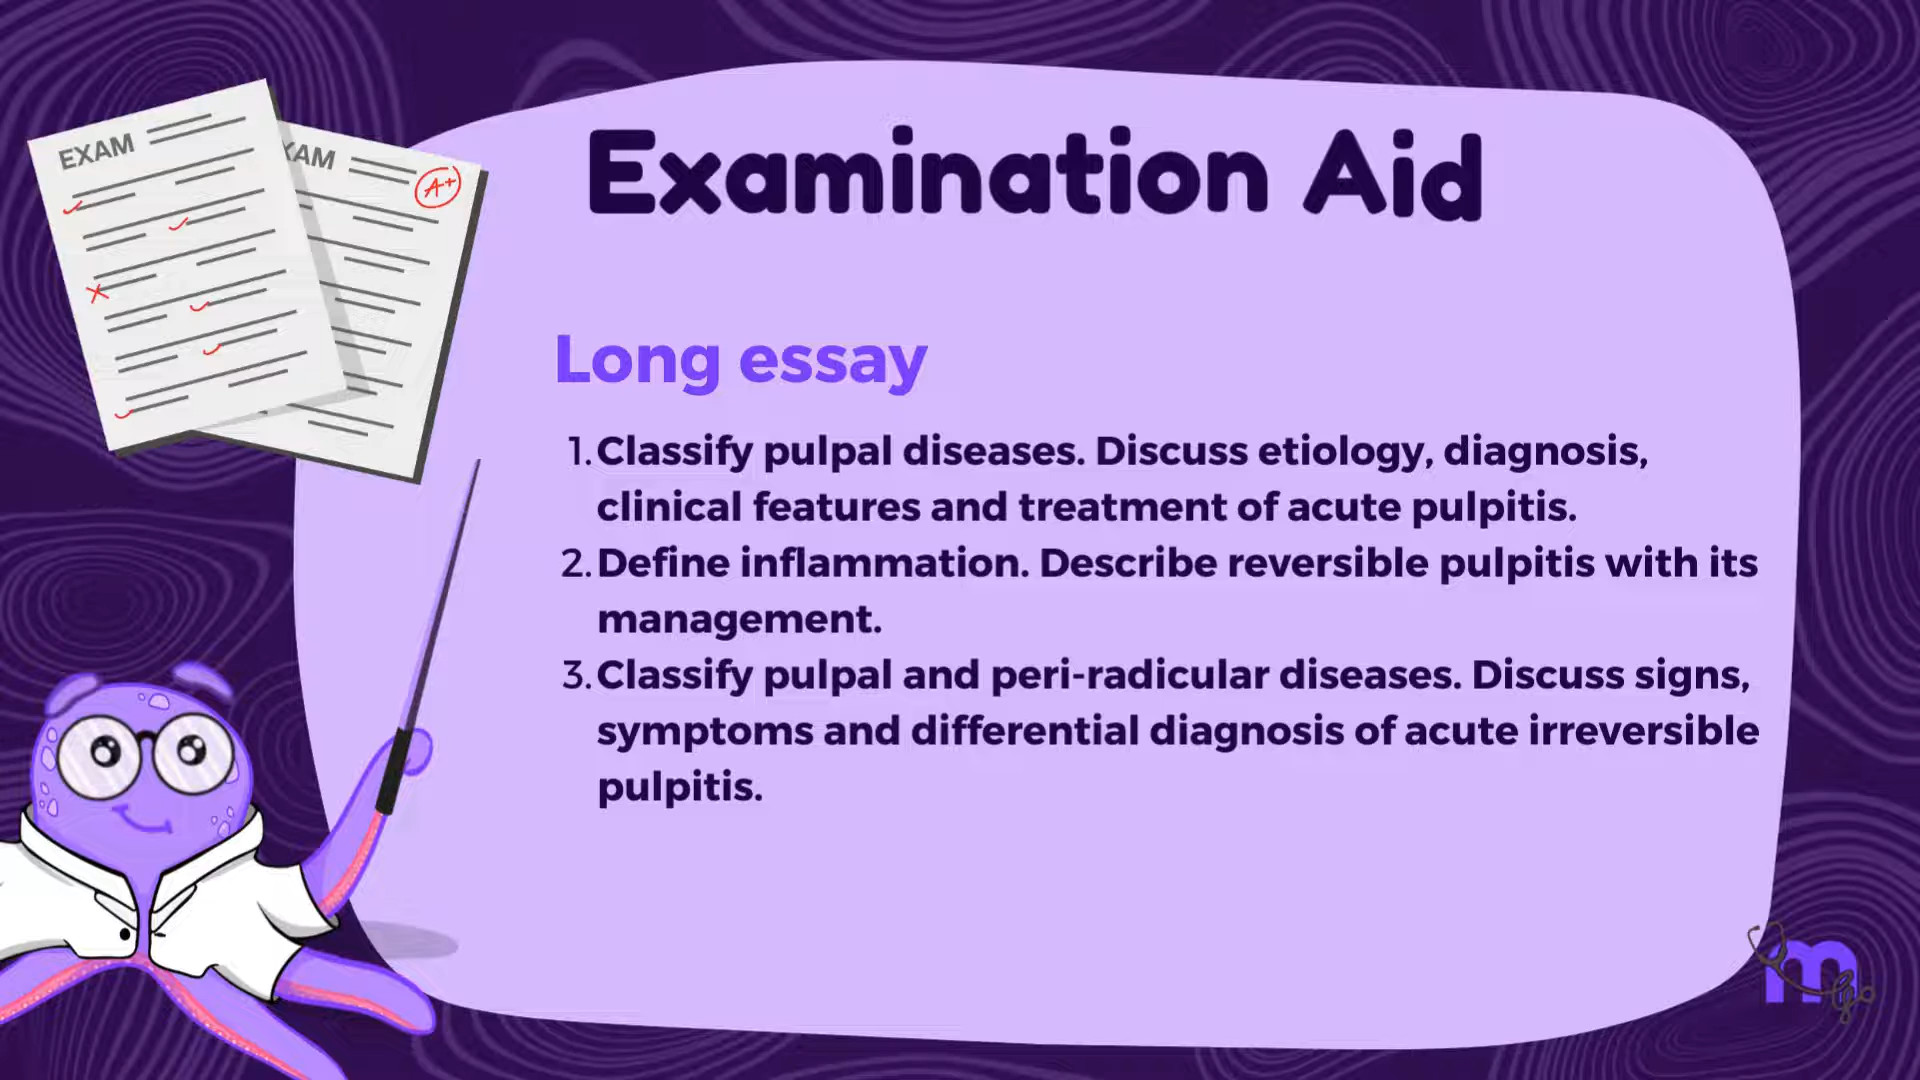 EXAM
XAM
A+
Examination Aid
Long essay
1. Classify pulpal diseases. Discuss etiology, diagnosis,
clinical features and treatment of acute pulpitis.
2. Define inflammation. Describe reversible pulpitis with its
management.
3. Classify pulpal and peri-radicular diseases. Discuss signs,
symptoms and differential diagnosis of acute irreversible
pulpitis.
m
go